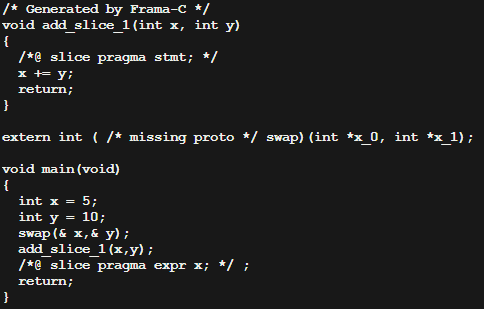 /* Generated by Frama-C */
void add_slice_1(int x, int y)
{
  /*@ slice pragma stmt; */
  x += y;
  return;
}

extern int ( /* missing proto */ swap)(int *x_0, int *x_1);

void main(void)
{
  int x = 5;
  int y = 10;
  swap(& x,& y);
  add_slice_1(x,y);
  /*@ slice pragma expr x; */ ;
  return;
}